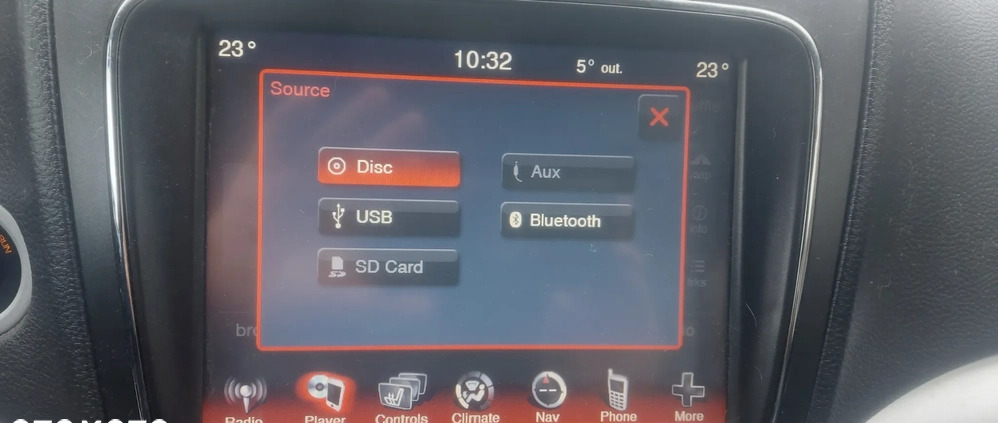 23°
10:32
5° out.
23°
Source
Disc
Aux
USB
Bluetooth
SD Card
Radio
Player
Controls
Climate
Nav
Phone
More